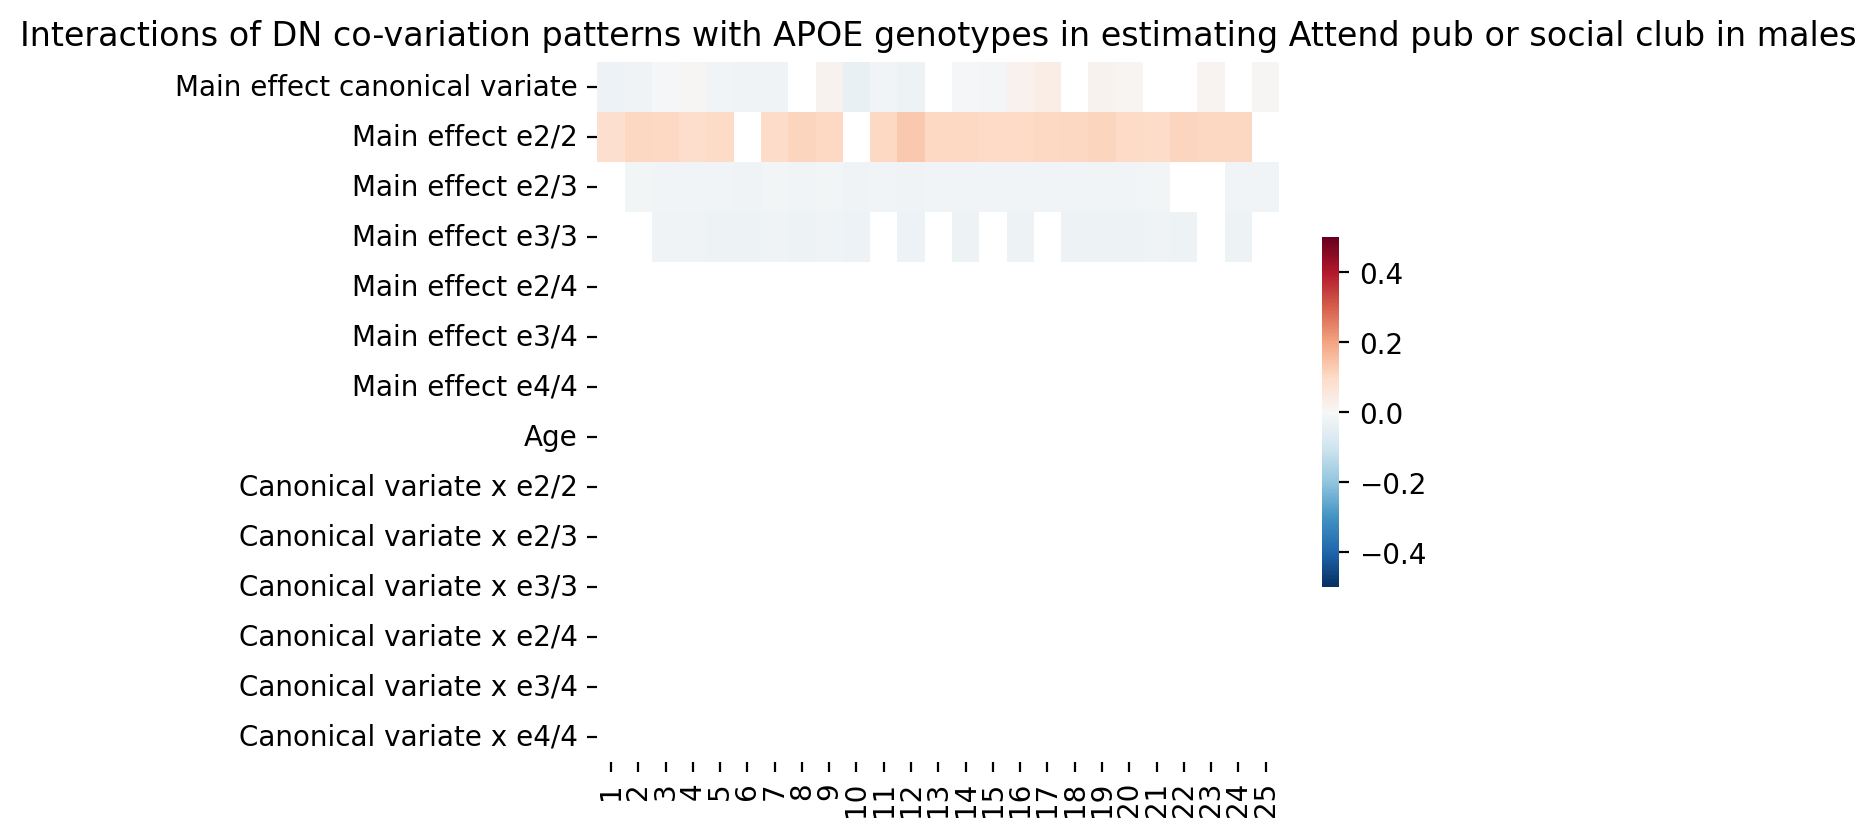 Interactions of DN co-variation patterns with APOE genotypes in estimating Attend pub or social club in males
Main effect canonical variate
Main effect e2/2
Main effect e2/3
Main effect e3/3
Main effect e2/4
Main effect e3/4
Main effect e4/4
Age
Canonical variate x e2/2
Canonical variate x e2/3
Canonical variate x e3/3
Canonical variate x e2/4
Canonical variate x e3/4
Canonical variate x e4/4
1 2 3 4 5 6 7 8 9 10 11 12 13 14 15 16 17 18 19 20 21 22 23 24 25
0.4
0.2
0.0
−0.2
−0.4